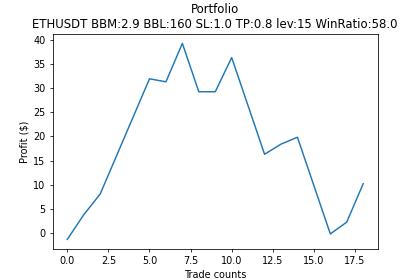 Portfolio
ETHUSDT BBM:2.9 BBL:160 SL:1.0 TP:0.8 lev:15 WinRatio:58.0
40
35
30
25
20
15
10
5
0
Profit ($)
0.0 2.5 5.0 7.5 10.0 12.5 15.0 17.5
Trade counts